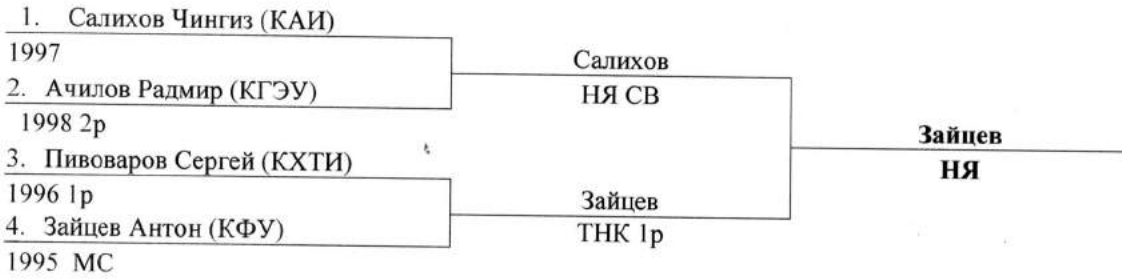 1. Салихов Чингиз (КАИ)
1997
2. Ачилов Радмир (КГЭУ)
1998 2р
3. Пивоваров Сергей (КХТИ)
1996 1р
4. Зайцев Антон (КФУ)
1995 МС
Салихов
НЯ СВ
Зайцев
ТНК 1р
Зайцев
НЯ